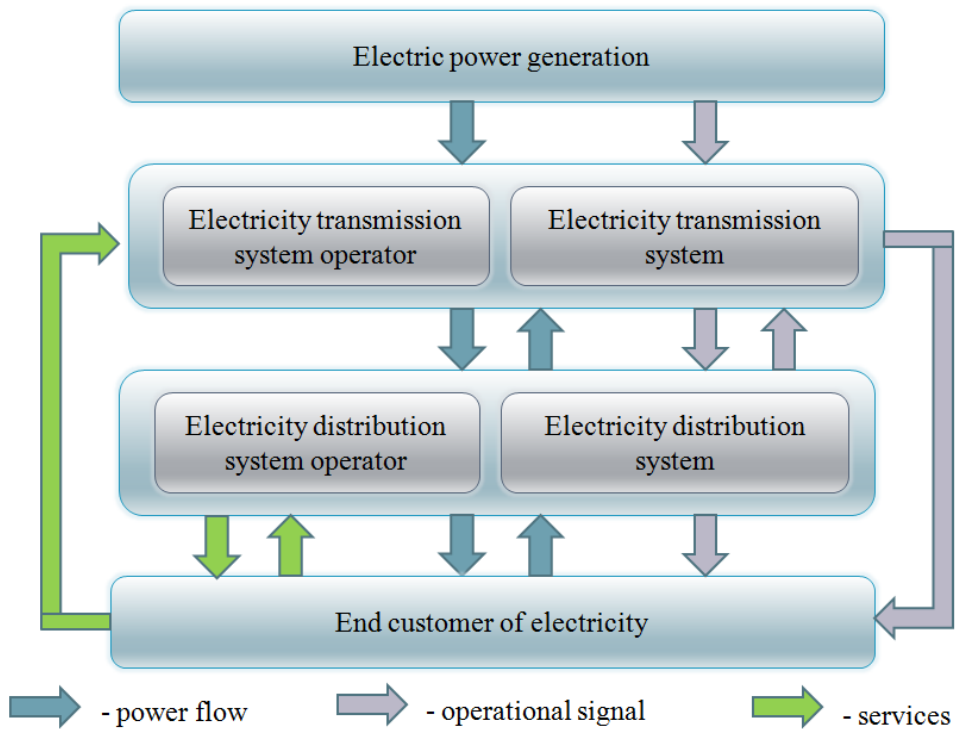 Electric power generation
Electricity transmission
system operator
Electricity transmission
system
Electricity distribution
system operator
Electricity distribution
system
End customer of electricity
- power flow
- operational signal
- services